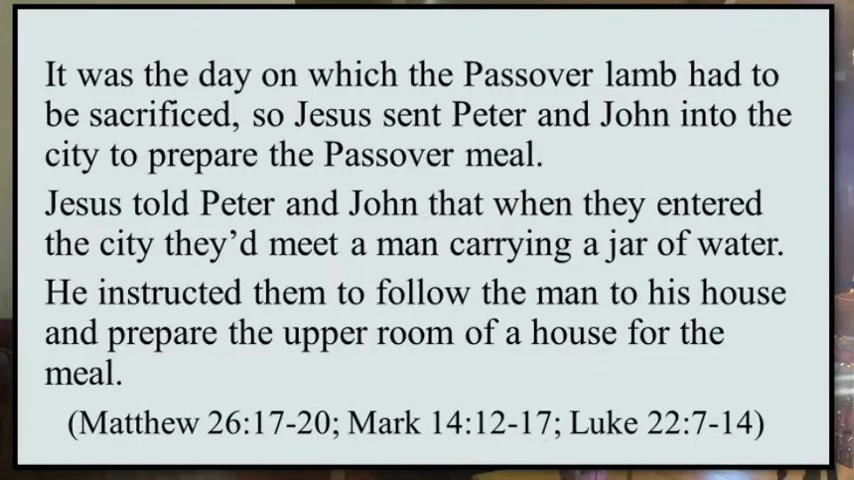 It was the day on which the Passover lamb had to
be sacrificed, so Jesus sent Peter and John into the
city to prepare the Passover meal.
Jesus told Peter and John that when they entered
the city they’d meet a man carrying a jar of water.
He instructed them to follow the man to his house
and prepare the upper room of a house for the
meal.
(Matthew 26:17-20; Mark 14:12-17; Luke 22:7-14)